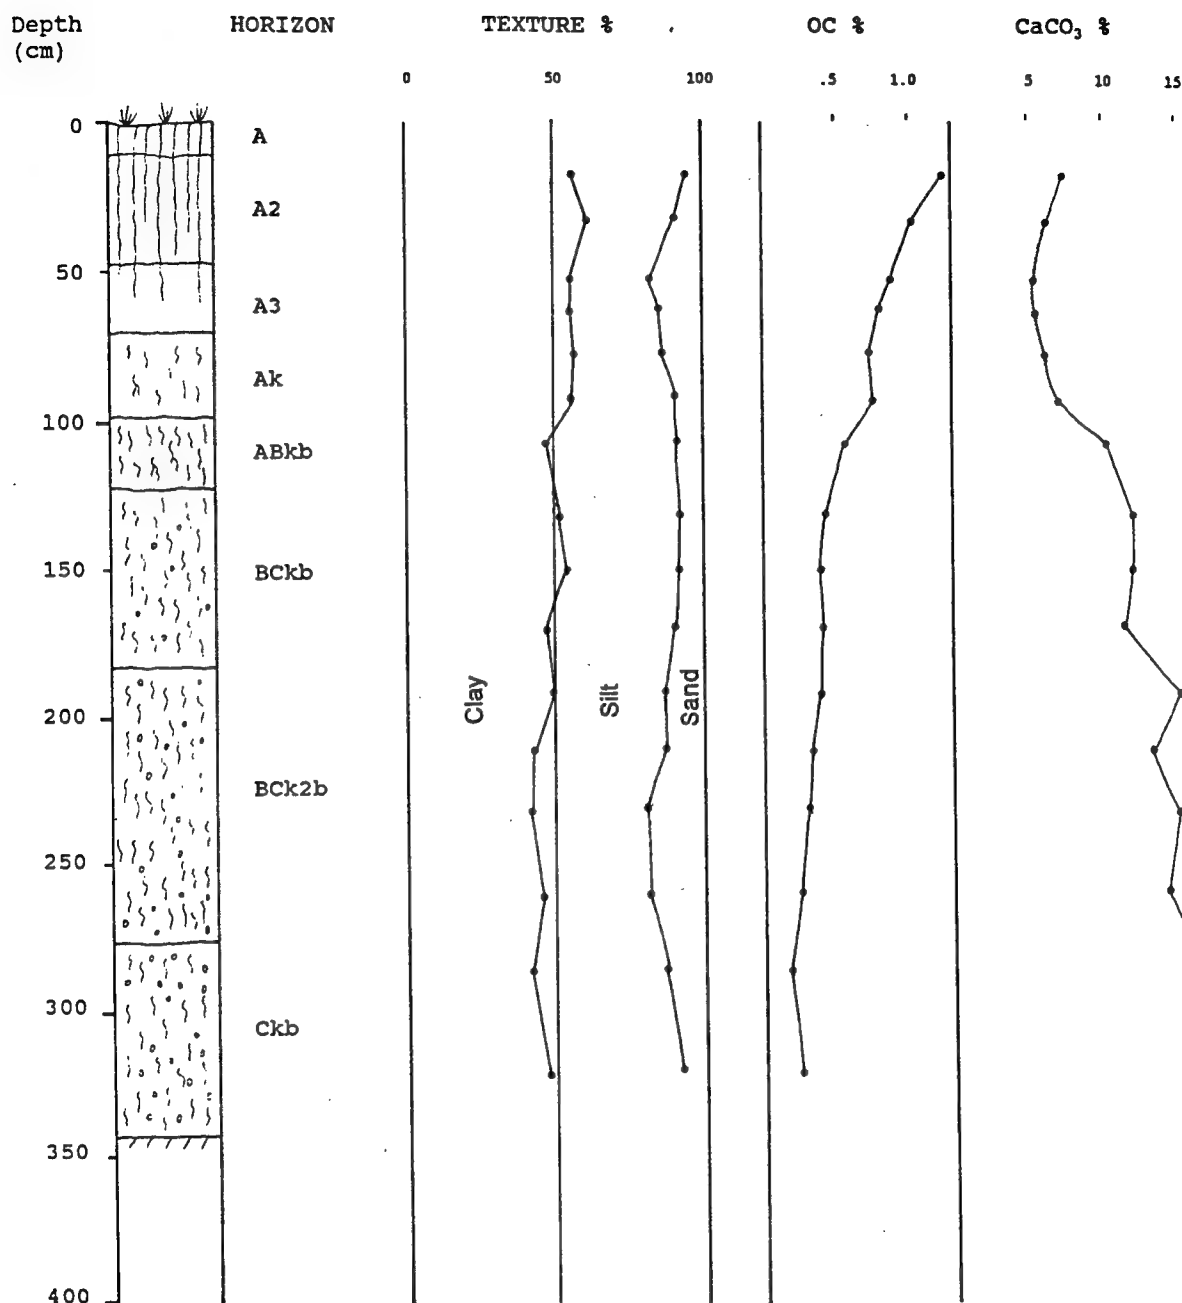 Depth HORIZON TEXTURE % OC % CaCO₃ %
(cm)
0 50 100 .5 1.0 5 10 15
0 A
A2
50
A3
Ak
100
ABkb
150 BCkb
Clay Silt Sand
200
BCk2b
250
300
Ckb
350
400